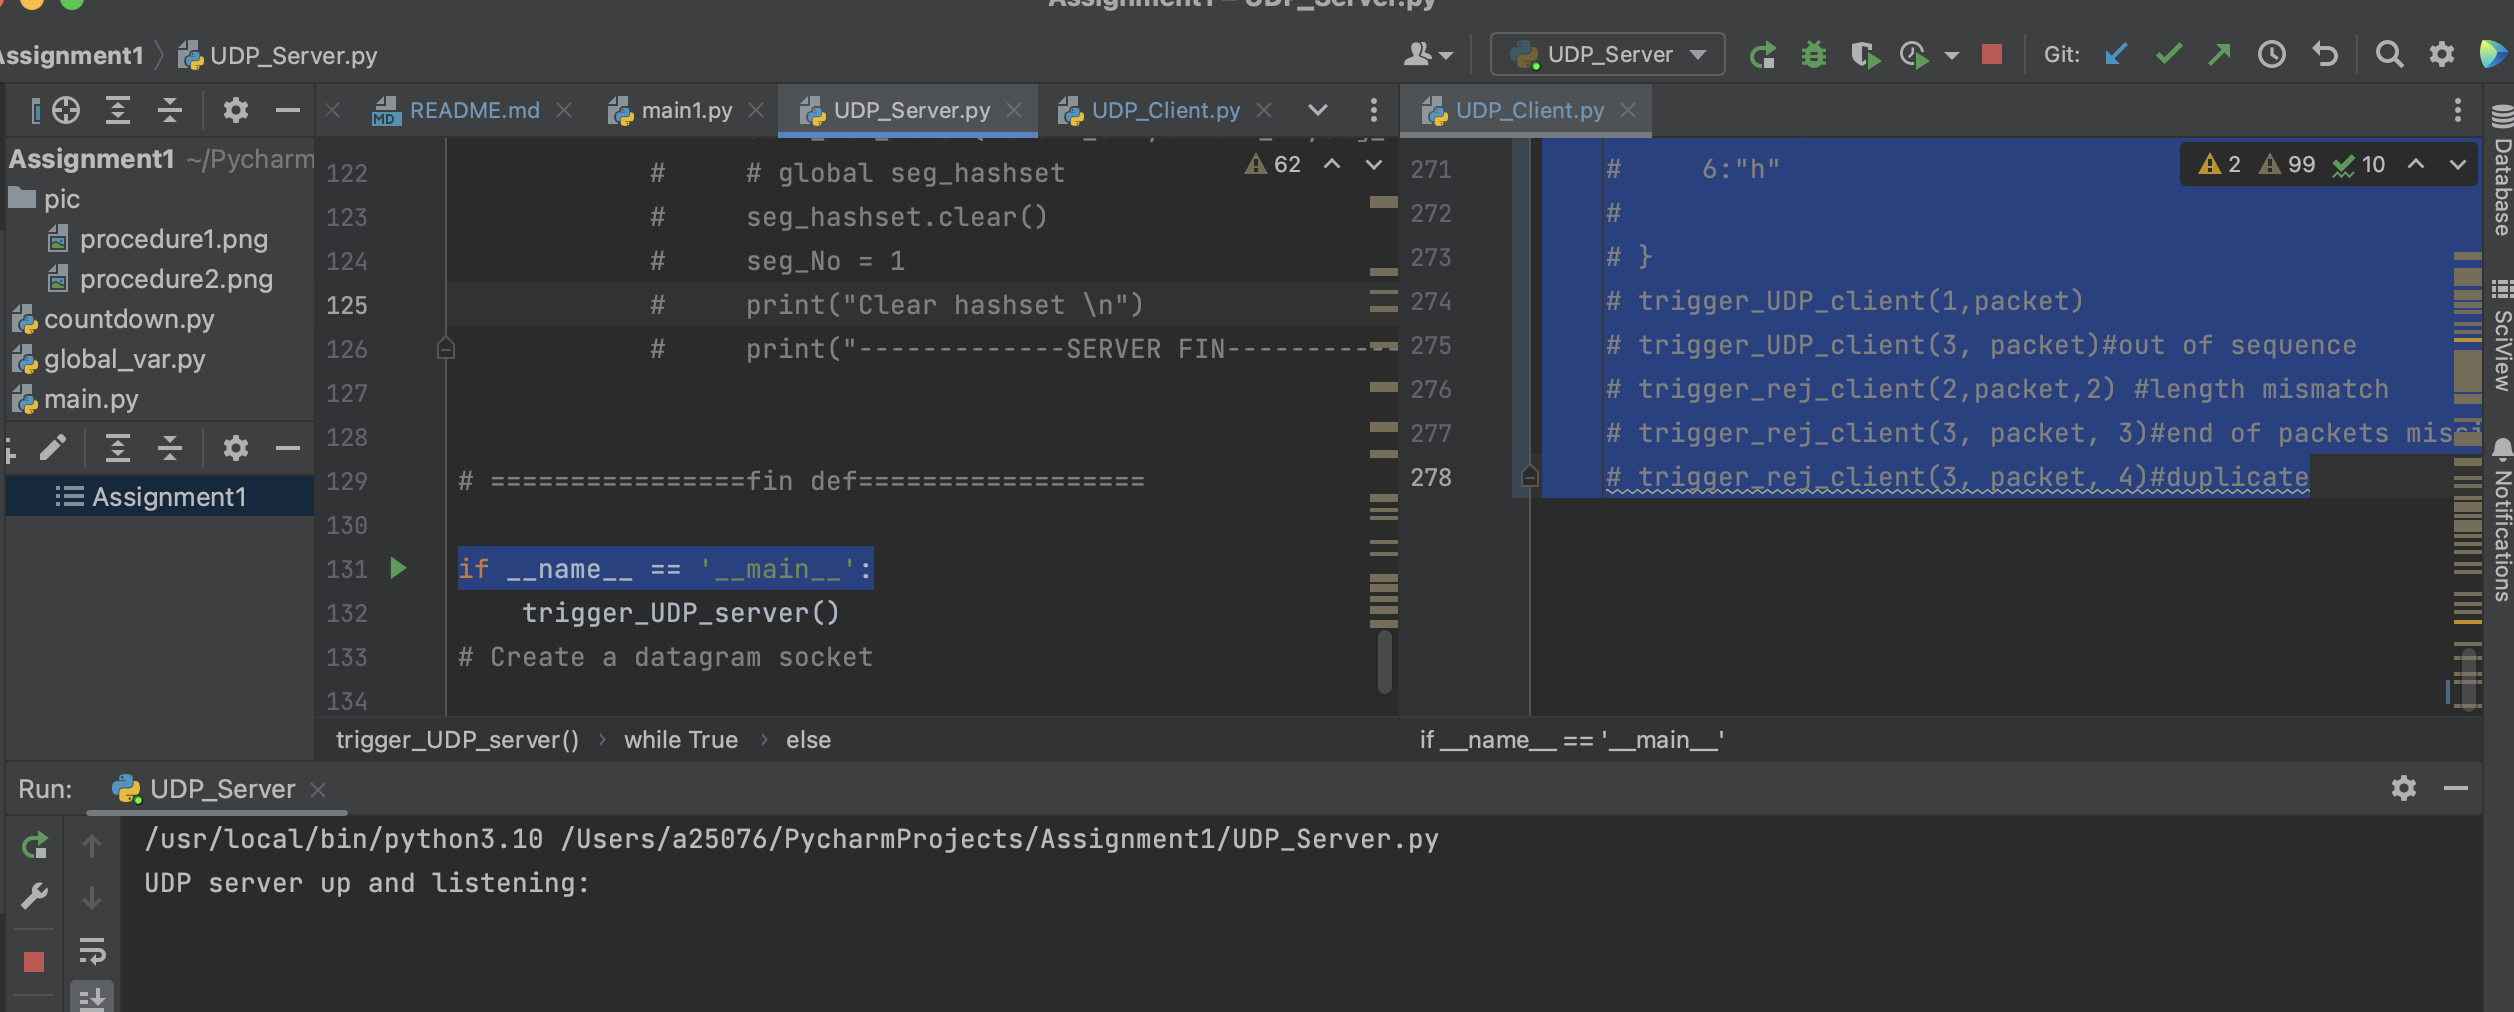 Assignment1 – UDP_Server.py
Assignment1 〉 UDP_Server.py
UDP_Server
Git:
README.md
main1.py
UDP_Server.py
UDP_Client.py
UDP_Client.py
Assignment1 ~/Pycharm
pic
procedure1.png
procedure2.png
countdown.py
global_var.py
main.py
Assignment1
62
122 # # global seg_hashset
123 # seg_hashset.clear()
124 # seg_No = 1
125 # print("Clear hashset \n")
126 # print("-------------SERVER FIN-----------
127
128
129 # ================fin def==================
130
131 if __name__ == '__main__':
132 trigger_UDP_server()
133 # Create a datagram socket
134
trigger_UDP_server() › while True › else
2 99 10
271 # 6:"h"
272 #
273 # }
274 # trigger_UDP_client(1,packet)
275 # trigger_UDP_client(3, packet)#out of sequence
276 # trigger_rej_client(2,packet,2) #length mismatch
277 # trigger_rej_client(3, packet, 3)#end of packets missi
278 # trigger_rej_client(3, packet, 4)#duplicate
if __name__ == '__main__'
Database
SciView
Notifications
Run: UDP_Server
/usr/local/bin/python3.10 /Users/a25076/PycharmProjects/Assignment1/UDP_Server.py
UDP server up and listening: